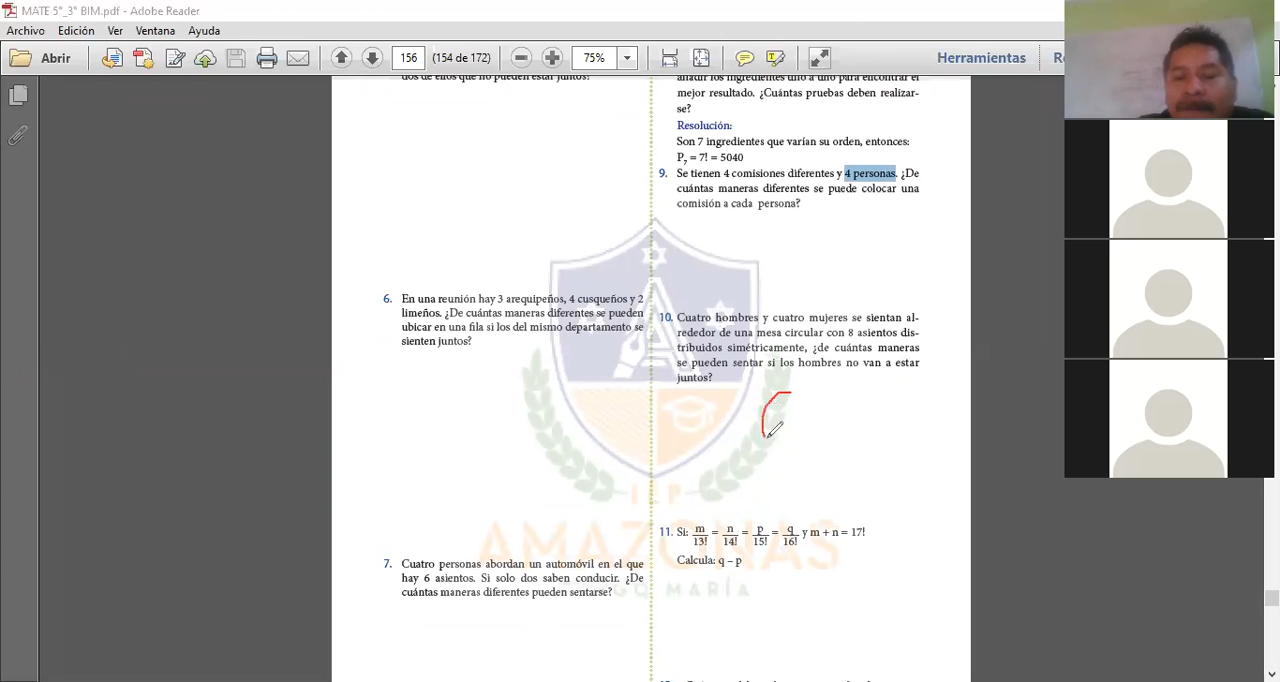 MATE 5°_3° BIM.pdf - Adobe Reader
Archivo Edición Ver Ventana Ayuda
Abrir
156 (154 de 172)
75%
Herramientas
dos de ellos que no pueden estar juntos?
6. En una reunión hay 3 arequipeños, 4 cusqueños y 2
limeños. ¿De cuántas maneras diferentes se pueden
ubicar en una fila si los del mismo departamento se
sienten juntos?
7. Cuatro personas abordan un automóvil en el que
hay 6 asientos. Si solo dos saben conducir. ¿De
cuántas maneras diferentes pueden sentarse?
añadir los ingredientes uno a uno para encontrar el
mejor resultado. ¿Cuántas pruebas deben realizar-
se?
Resolución:
Son 7 ingredientes que varían su orden, entonces:
P7 = 7! = 5040
9. Se tienen 4 comisiones diferentes y 4 personas. ¿De
cuántas maneras diferentes se puede colocar una
comisión a cada persona?
10. Cuatro hombres y cuatro mujeres se sientan al-
rededor de una mesa circular con 8 asientos dis-
tribuidos simétricamente, ¿de cuántas maneras
se pueden sentar si los hombres no van a estar
juntos?
11. Si: m/13! = n/14! = p/15! = q/16! y m + n = 17!
Calcula: q – p
IEP
AMAZONAS
GO MARÍA